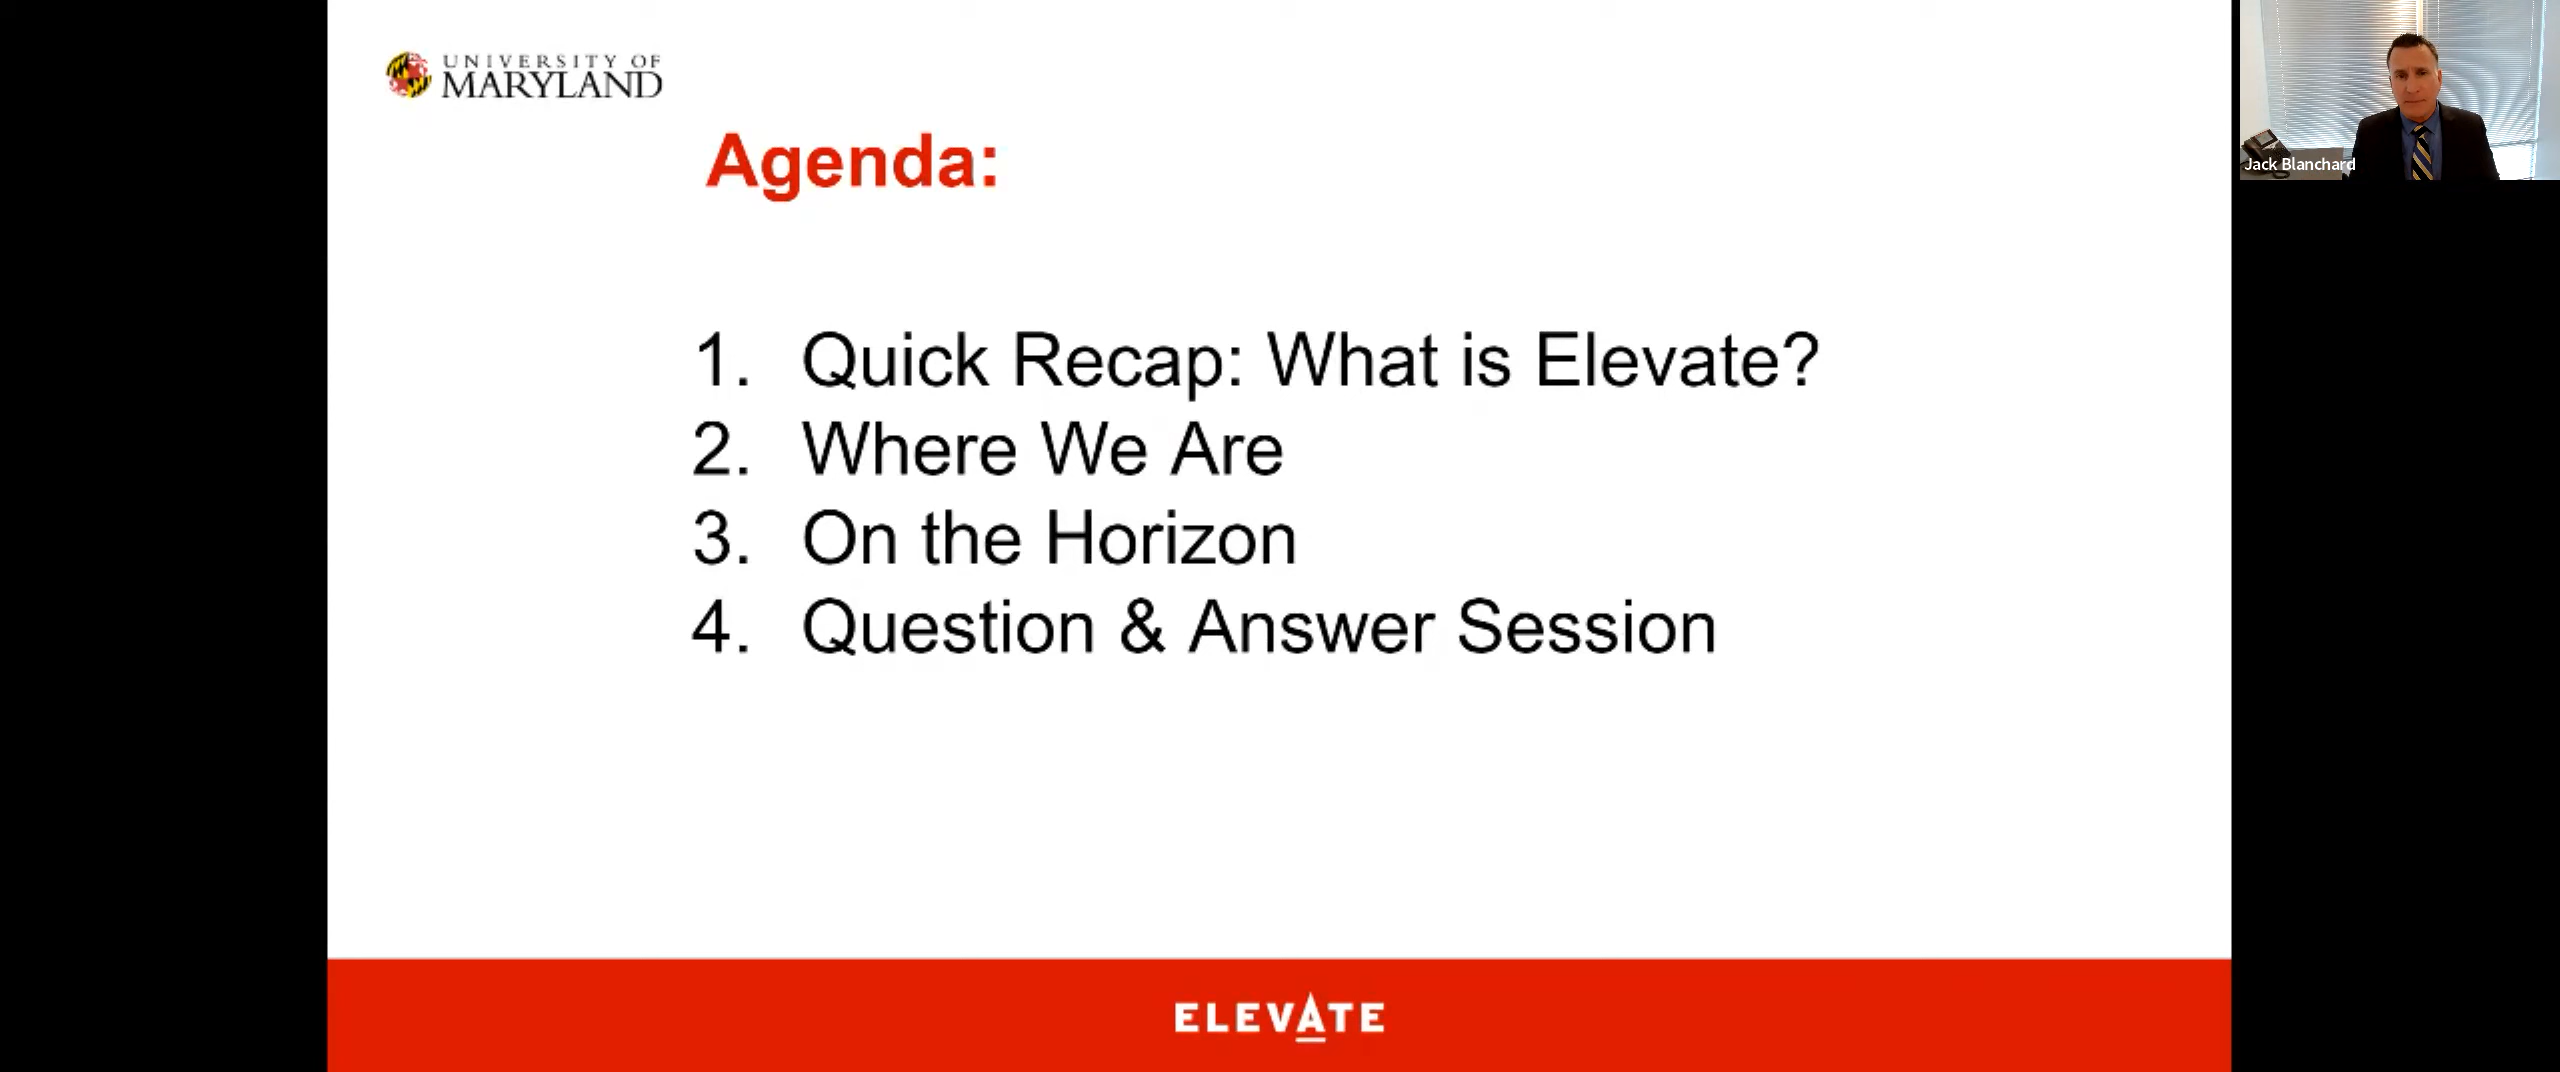 UNIVERSITY OF
MARYLAND
Agenda:
1. Quick Recap: What is Elevate?
2. Where We Are
3. On the Horizon
4. Question & Answer Session
ELEVATE
Jack Blanchard